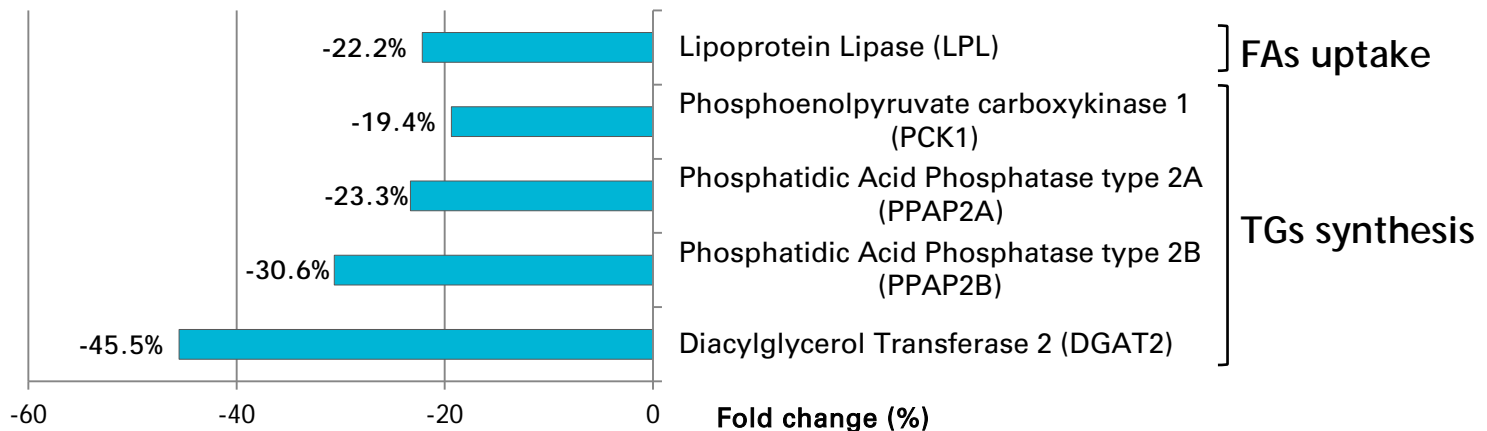 -22.2%
Lipoprotein Lipase (LPL)
FAs uptake
-19.4%
Phosphoenolpyruvate carboxykinase 1
(PCK1)
-23.3%
Phosphatidic Acid Phosphatase type 2A
(PPAP2A)
TGs synthesis
-30.6%
Phosphatidic Acid Phosphatase type 2B
(PPAP2B)
-45.5%
Diacylglycerol Transferase 2 (DGAT2)
-60
-40
-20
0
Fold change (%)